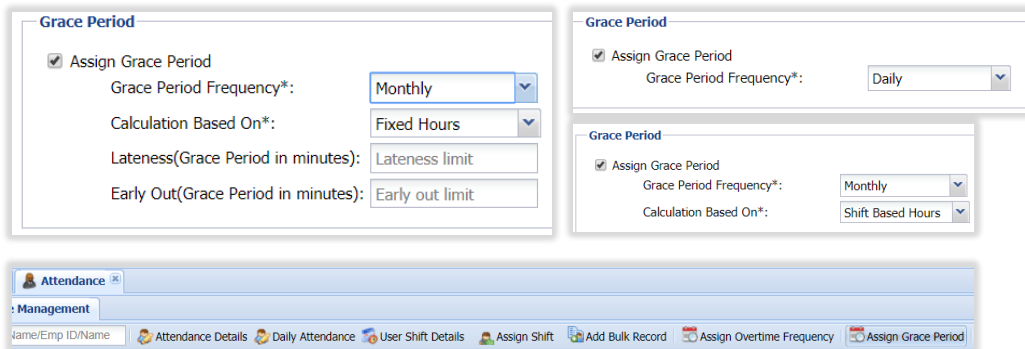 Grace Period
Assign Grace Period
Grace Period Frequency*: Monthly
Calculation Based On*: Fixed Hours
Lateness(Grace Period in minutes): Lateness limit
Early Out(Grace Period in minutes): Early out limit
Grace Period
Assign Grace Period
Grace Period Frequency*: Daily
Grace Period
Assign Grace Period
Grace Period Frequency*: Monthly
Calculation Based On*: Shift Based Hours
Attendance
Management
Name/Emp ID/Name Attendance Details Daily Attendance User Shift Details Assign Shift Add Bulk Record Assign Overtime Frequency Assign Grace Period